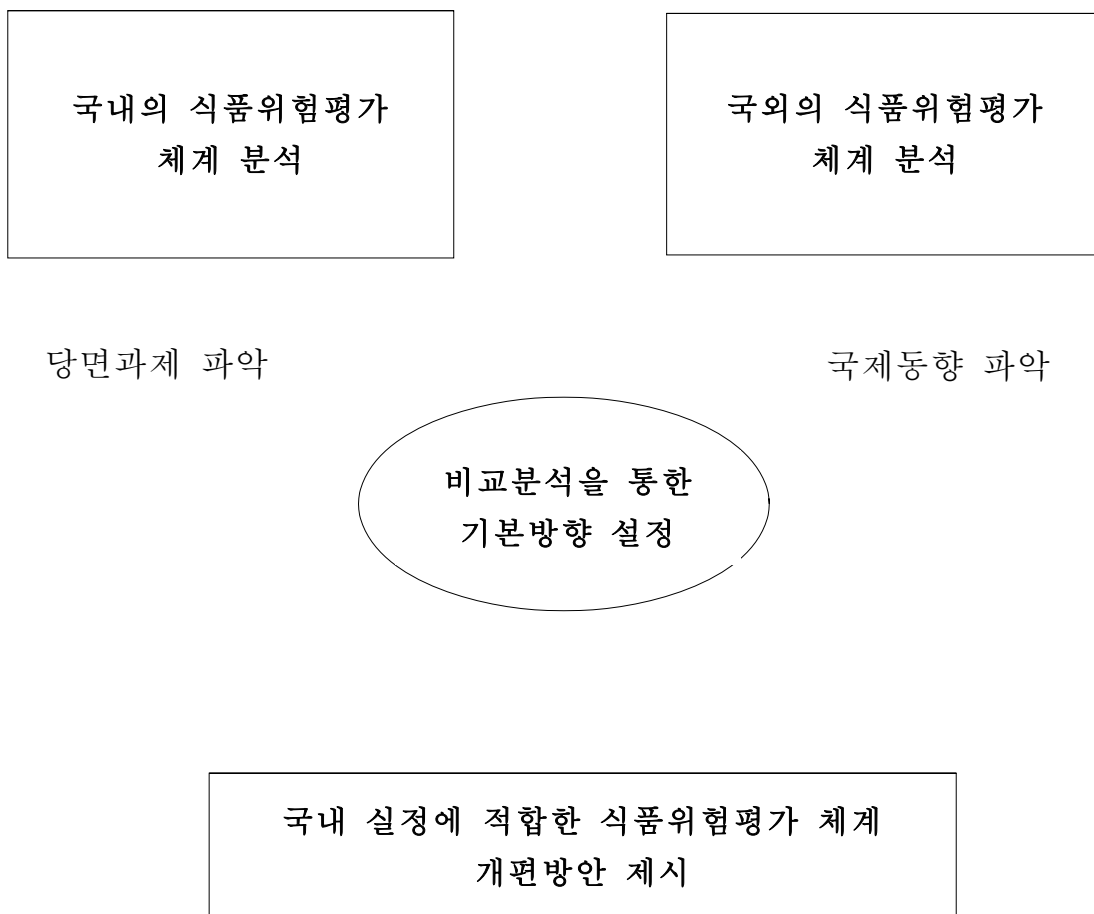 국내의 식품위험평가
체계 분석
국외의 식품위험평가
체계 분석
당면과제 파악
국제동향 파악
비교분석을 통한
기본방향 설정
국내 실정에 적합한 식품위험평가 체계
개편방안 제시